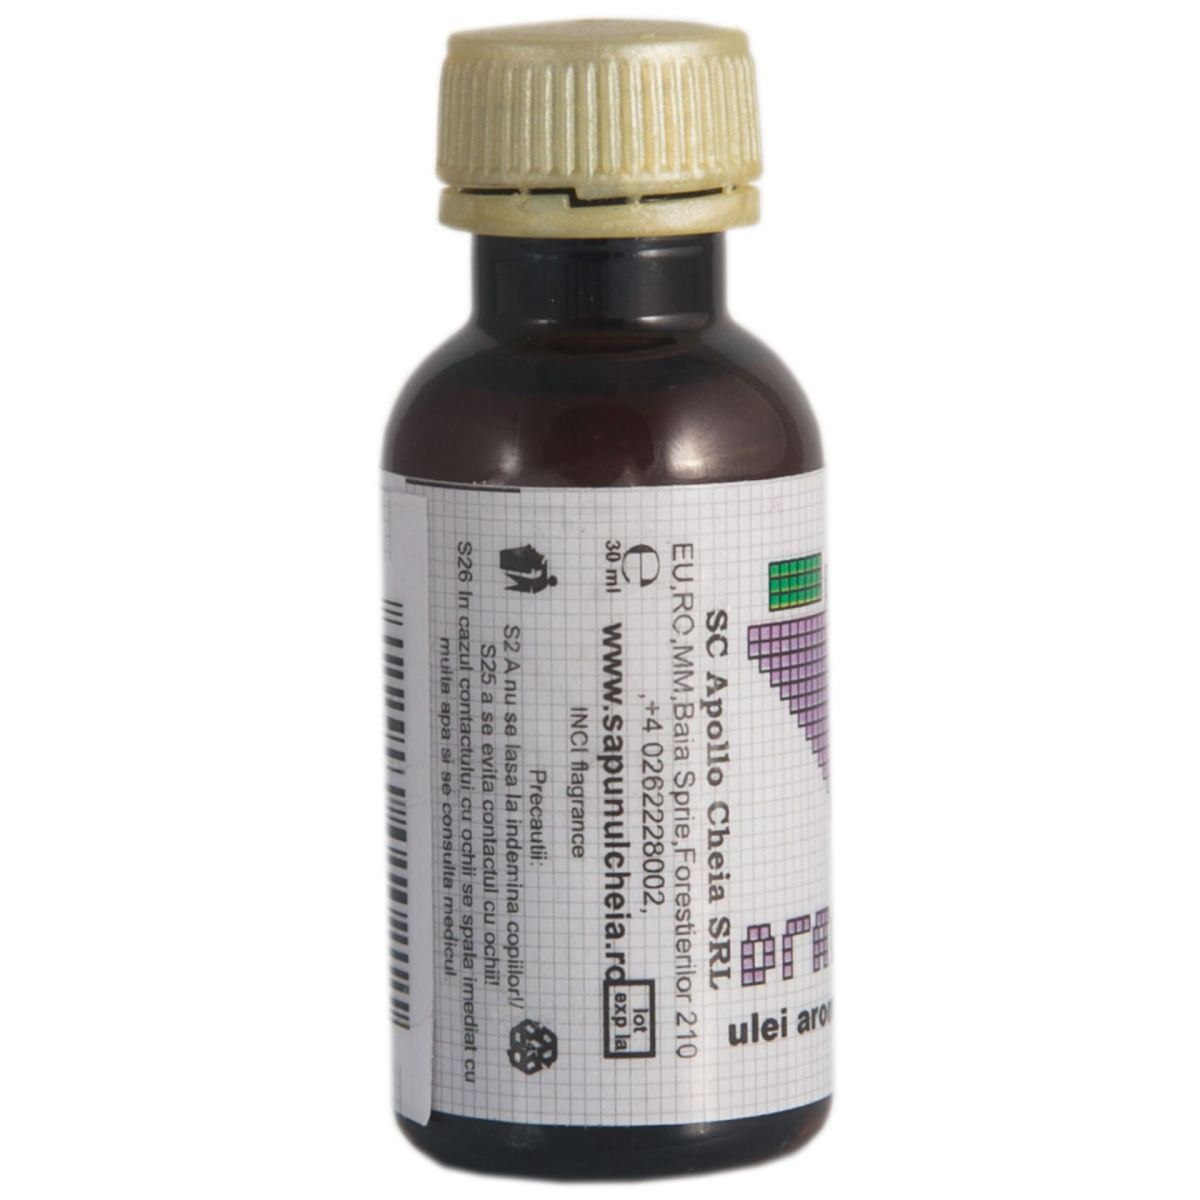 SC Apollo Cheia SRL
EU,RO,MM,Baia Sprie,Forestierilor 210
,+4 0262228002,
e
30 ml
www.sapunulcheia.ro
lot
exp la
INCI flagrance
Precautii:
S2 A nu se lasa la indemina copiilor!/
S25 a se evita contactul cu ochii!
S26 In cazul contactului cu ochii se spala imediat cu
multa apa si se consulta medicul
ulei